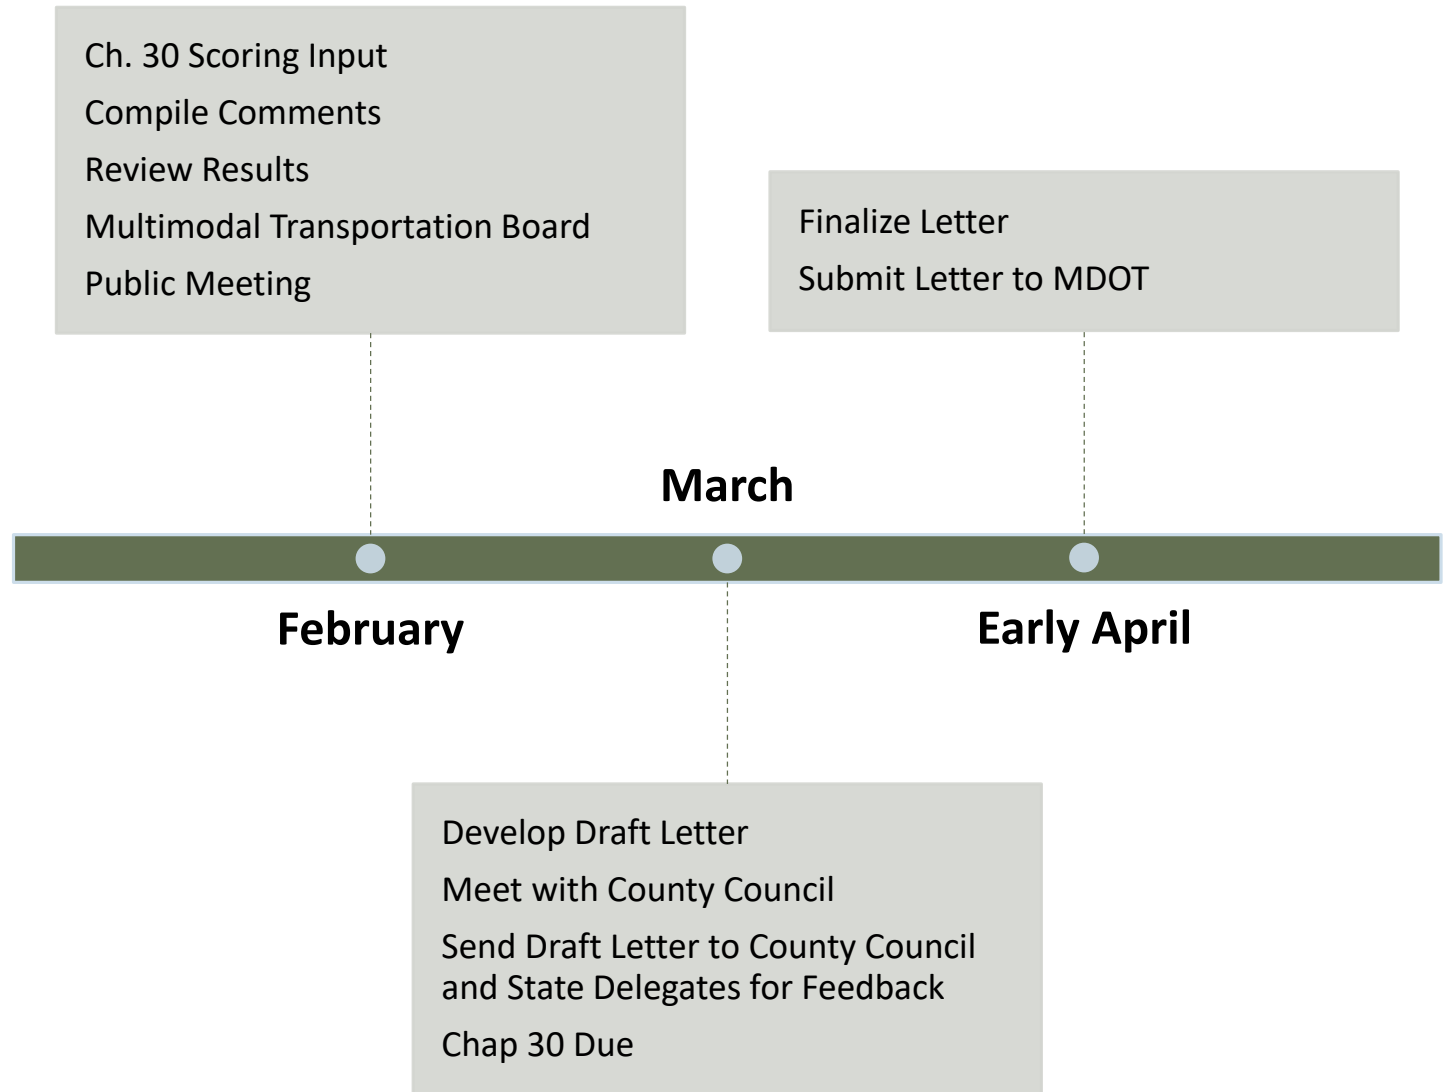 Ch. 30 Scoring Input
Compile Comments
Review Results
Multimodal Transportation Board
Public Meeting
Finalize Letter
Submit Letter to MDOT
March
February
Early April
Develop Draft Letter
Meet with County Council
Send Draft Letter to County Council
and State Delegates for Feedback
Chap 30 Due